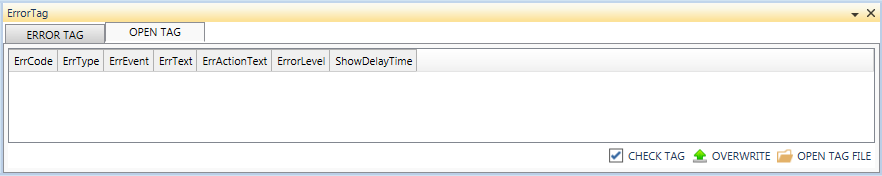 ErrorTag
ERROR TAG OPEN TAG
ErrCode ErrType ErrEvent ErrText ErrActionText ErrorLevel ShowDelayTime
CHECK TAG OVERWRITE OPEN TAG FILE